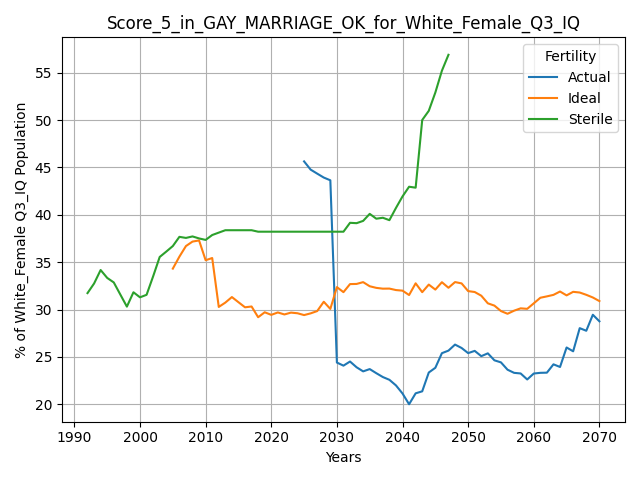 Score_5_in_GAY_MARRIAGE_OK_for_White_Female_Q3_IQ
% of White_Female Q3_IQ Population
55
50
45
40
35
30
25
20
1990
2000
2010
2020
2030
2040
2050
2060
2070
Years
Fertility
Actual
Ideal
Sterile